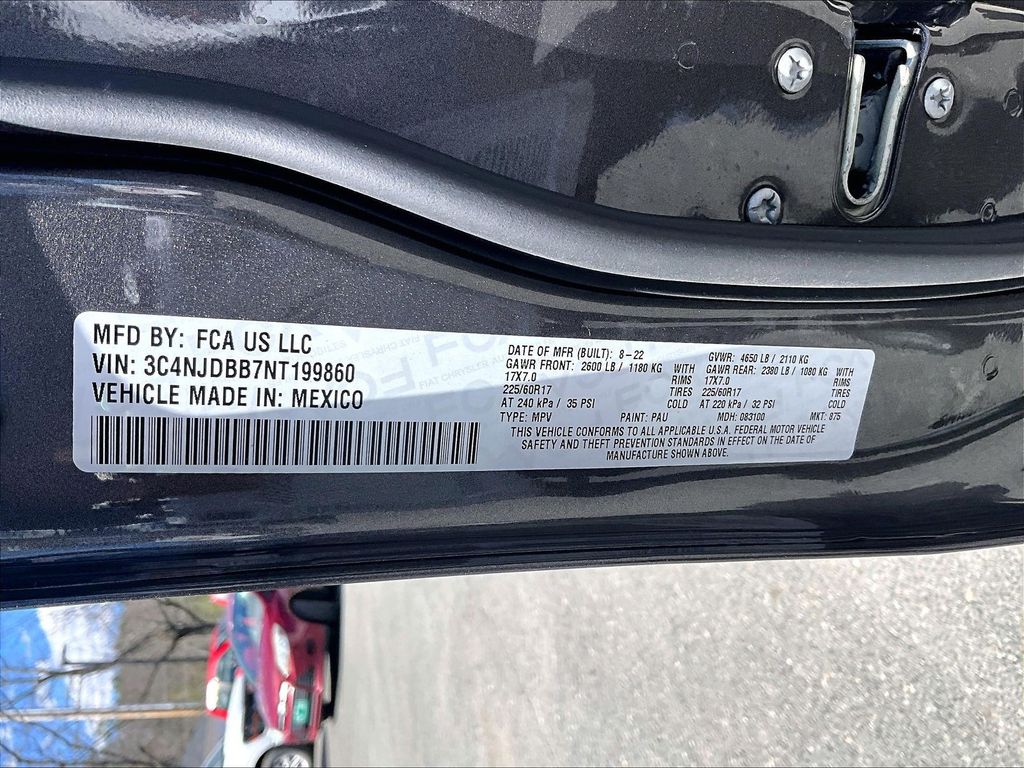 MFD BY: FCA US LLC
VIN: 3C4NJDBB7NT199860
VEHICLE MADE IN: MEXICO
DATE OF MFR (BUILT): 8-22 GVWR: 4650 LB / 2110 KG
GAWR FRONT: 2600 LB / 1180 KG WITH GAWR REAR: 2380 LB / 1080 KG WITH
17X7.0 RIMS 17X7.0 RIMS
225/60R17 TIRES 225/60R17 TIRES
AT 240 kPa / 35 PSI COLD AT 220 kPa / 32 PSI COLD
TYPE: MPV PAINT: PAU MDH: 083100 MKT: 875
THIS VEHICLE CONFORMS TO ALL APPLICABLE U.S.A. FEDERAL MOTOR VEHICLE
SAFETY AND THEFT PREVENTION STANDARDS IN EFFECT ON THE DATE OF
MANUFACTURE SHOWN ABOVE.